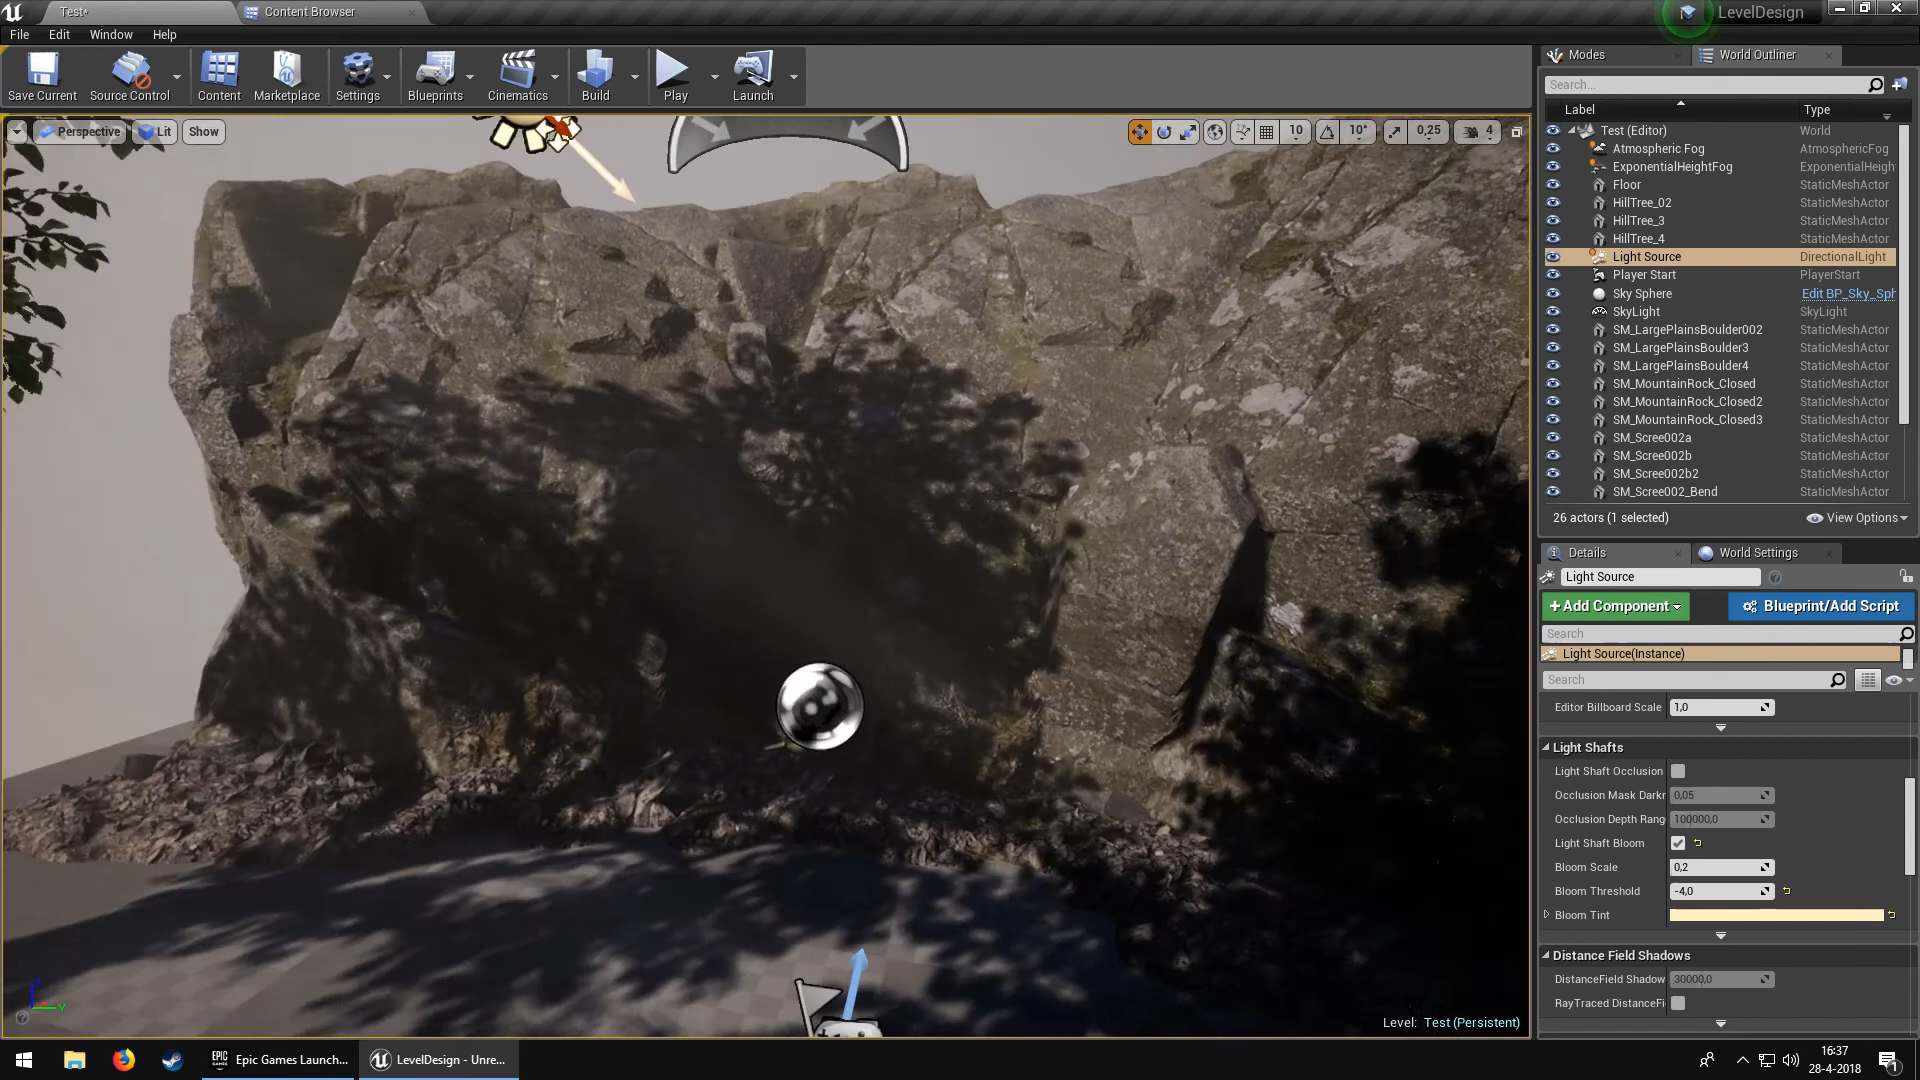 Test*
Content Browser
LevelDesign
File
Edit
Window
Help
Save Current
Source Control
Content
Marketplace
Settings
Blueprints
Cinematics
Build
Play
Launch
Perspective
Lit
Show
10
10°
0,25
4
Modes
World Outliner
Search...
Label
Type
Test (Editor)
World
Atmospheric Fog
AtmosphericFog
ExponentialHeightFog
ExponentialHeigh
Floor
StaticMeshActor
HillTree_02
StaticMeshActor
HillTree_3
StaticMeshActor
HillTree_4
StaticMeshActor
Light Source
DirectionalLight
Player Start
PlayerStart
Sky Sphere
Edit BP_Sky_Sph
SkyLight
SkyLight
SM_LargePlainsBoulder002
StaticMeshActor
SM_LargePlainsBoulder3
StaticMeshActor
SM_LargePlainsBoulder4
StaticMeshActor
SM_MountainRock_Closed
StaticMeshActor
SM_MountainRock_Closed2
StaticMeshActor
SM_MountainRock_Closed3
StaticMeshActor
SM_Scree002a
StaticMeshActor
SM_Scree002b
StaticMeshActor
SM_Scree002b2
StaticMeshActor
SM_Scree002_Bend
StaticMeshActor
26 actors (1 selected)
View Options
Details
World Settings
Light Source
+Add Component
Blueprint/Add Script
Search
Light Source(Instance)
Search
Editor Billboard Scale
1,0
Light Shafts
Light Shaft Occlusion
Occlusion Mask Darkr
0,05
Occlusion Depth Rang
100000,0
Light Shaft Bloom
Bloom Scale
0,2
Bloom Threshold
-4,0
Bloom Tint
Distance Field Shadows
DistanceField Shadow
30000,0
RayTraced DistanceFi
Level: Test (Persistent)
Y
EPIC GAMES
Epic Games Launch...
LevelDesign - Unre...
16:37
28-4-2018
1